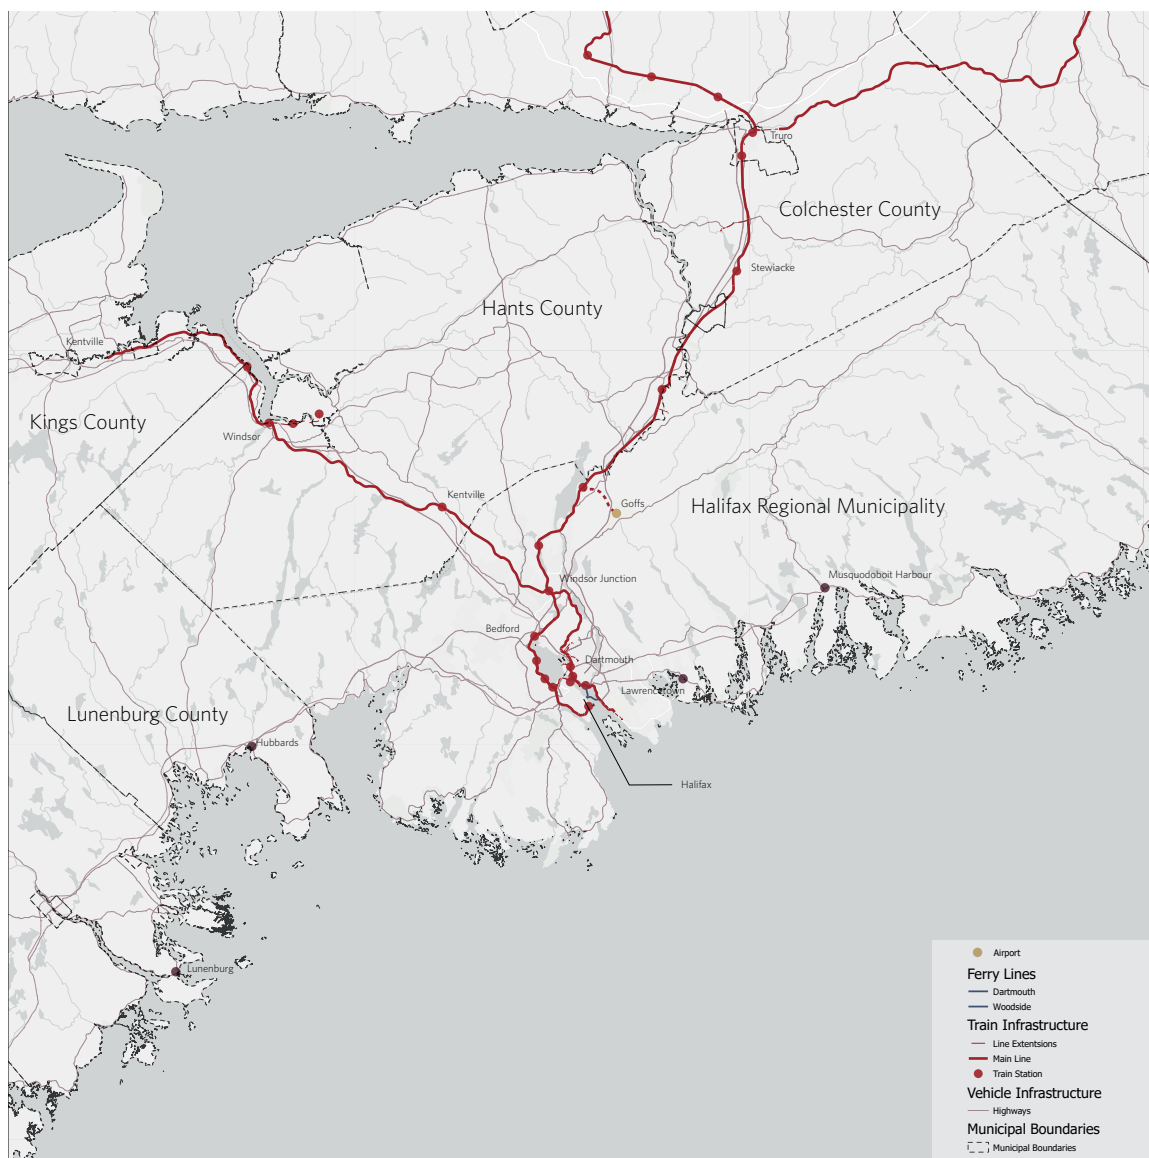 Truro
Colchester County
Stewiacke
Hants County
Kentville
Kings County
Windsor
Kentville
Goffs
Halifax Regional Municipality
Windsor Junction
Musquodoboit Harbour
Bedford
Dartmouth
Lawrencetown
Lunenburg County
Hubbards
Halifax
Lunenburg
Airport
Ferry Lines
Dartmouth
Woodside
Train Infrastructure
Line Extentsions
Main Line
Train Station
Vehicle Infrastructure
Highways
Municipal Boundaries
Municipal Boundaries